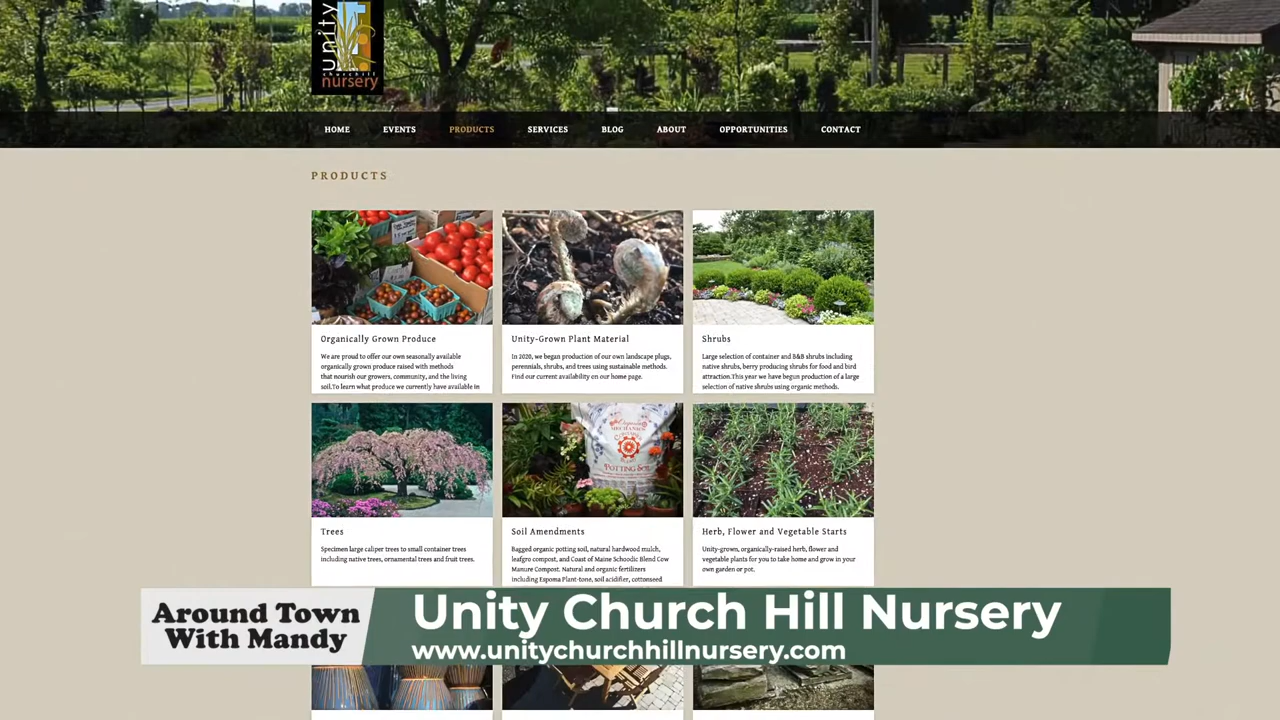 unity
churchill
nursery
HOME EVENTS PRODUCTS SERVICES BLOG ABOUT OPPORTUNITIES CONTACT
PRODUCTS
Organically Grown Produce
We are proud to offer our own seasonally available
organically grown produce raised with methods
that nourish our growers, community, and the living
soil.To learn what produce we currently have available in
Unity-Grown Plant Material
In 2020, we began production of our own landscape plugs,
perennials, shrubs, and trees using sustainable methods.
Find our current availability on our home page.
Shrubs
Large selection of container and B&B shrubs including
native shrubs, berry producing shrubs for food and bird
attraction.This year we have begun production of a large
selection of native shrubs using organic methods.
POTTING SOIL
Trees
Specimen large caliper trees to small container trees
including native trees, ornamental trees and fruit trees.
Soil Amendments
Bagged organic potting soil, natural hardwood mulch,
leafgro compost, and Coast of Maine Schoodic Blend Cow
Manure Compost. Natural and organic fertilizers
including Espoma Plant-tone, soil acidifier, cottonseed
Herb, Flower and Vegetable Starts
Unity-grown, organically-raised herb, flower and
vegetable plants for you to take home and grow in your
own garden or pot.
Around Town
With Mandy
Unity Church Hill Nursery
www.unitychurchhillnursery.com